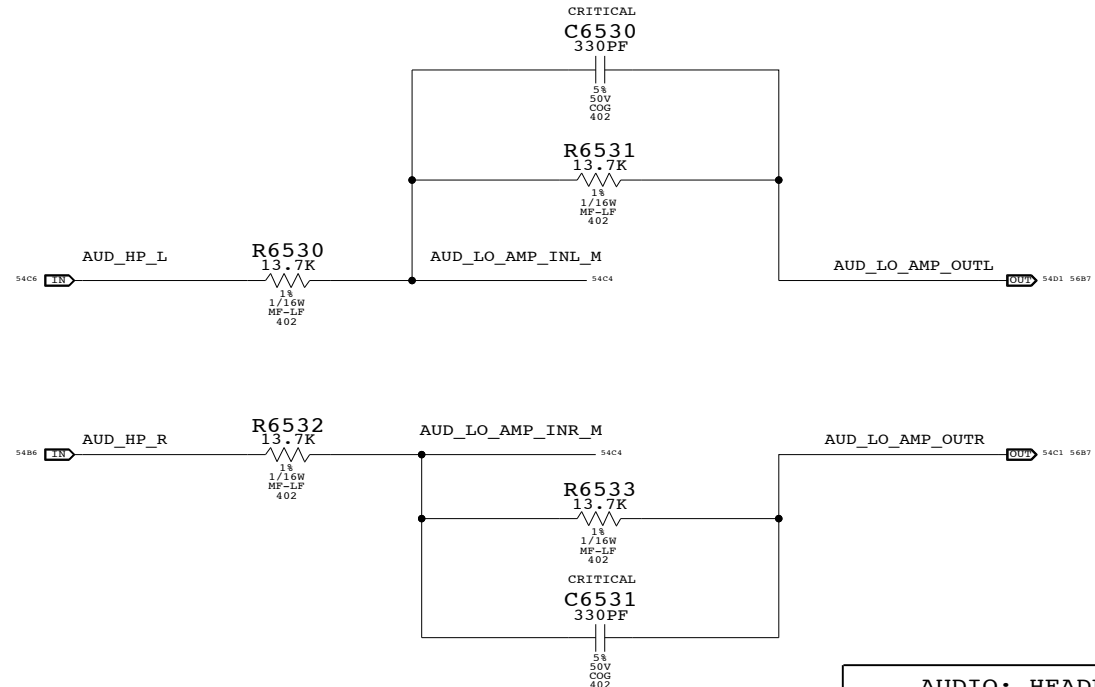 CRITICAL
C6530
330PF
5%
50V
COG
402
R6531
13.7K
1%
1/16W
MF-LF
402
AUD_HP_L
R6530
13.7K
1%
1/16W
MF-LF
402
AUD_LO_AMP_INL_M
54C4
AUD_LO_AMP_OUTL
54C6 IN
OUT 54D1 56B7
AUD_HP_R
R6532
13.7K
1%
1/16W
MF-LF
402
AUD_LO_AMP_INR_M
54C4
AUD_LO_AMP_OUTR
54B6 IN
OUT 54C1 56B7
R6533
13.7K
1%
1/16W
MF-LF
402
CRITICAL
C6531
330PF
5%
50V
COG
402
AUDIO: